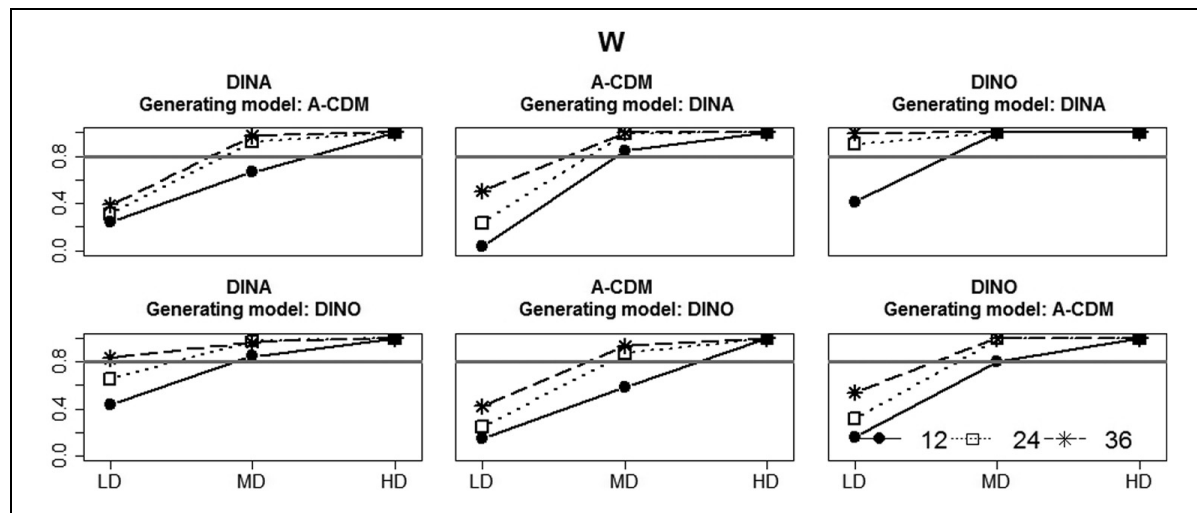 W
DINA
Generating model: A-CDM
A-CDM
Generating model: DINA
DINO
Generating model: DINA
0.8
0.4
0.0
DINA
Generating model: DINO
A-CDM
Generating model: DINO
DINO
Generating model: A-CDM
0.8
0.4
0.0
12 24 36
LD MD HD
LD MD HD
LD MD HD